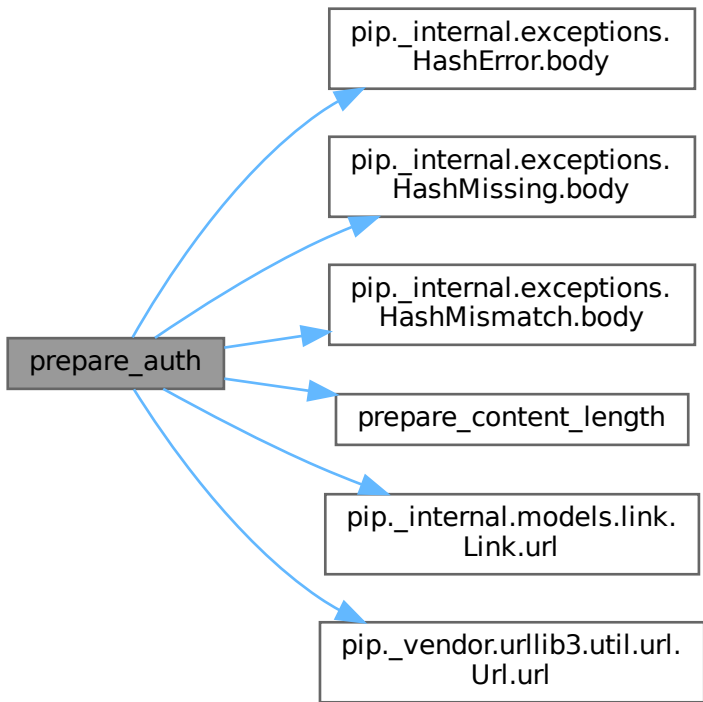 pip._internal.exceptions.
HashError.body
pip._internal.exceptions.
HashMissing.body
pip._internal.exceptions.
HashMismatch.body
prepare_auth
prepare_content_length
pip._internal.models.link.
Link.url
pip._vendor.urllib3.util.url.
Url.url